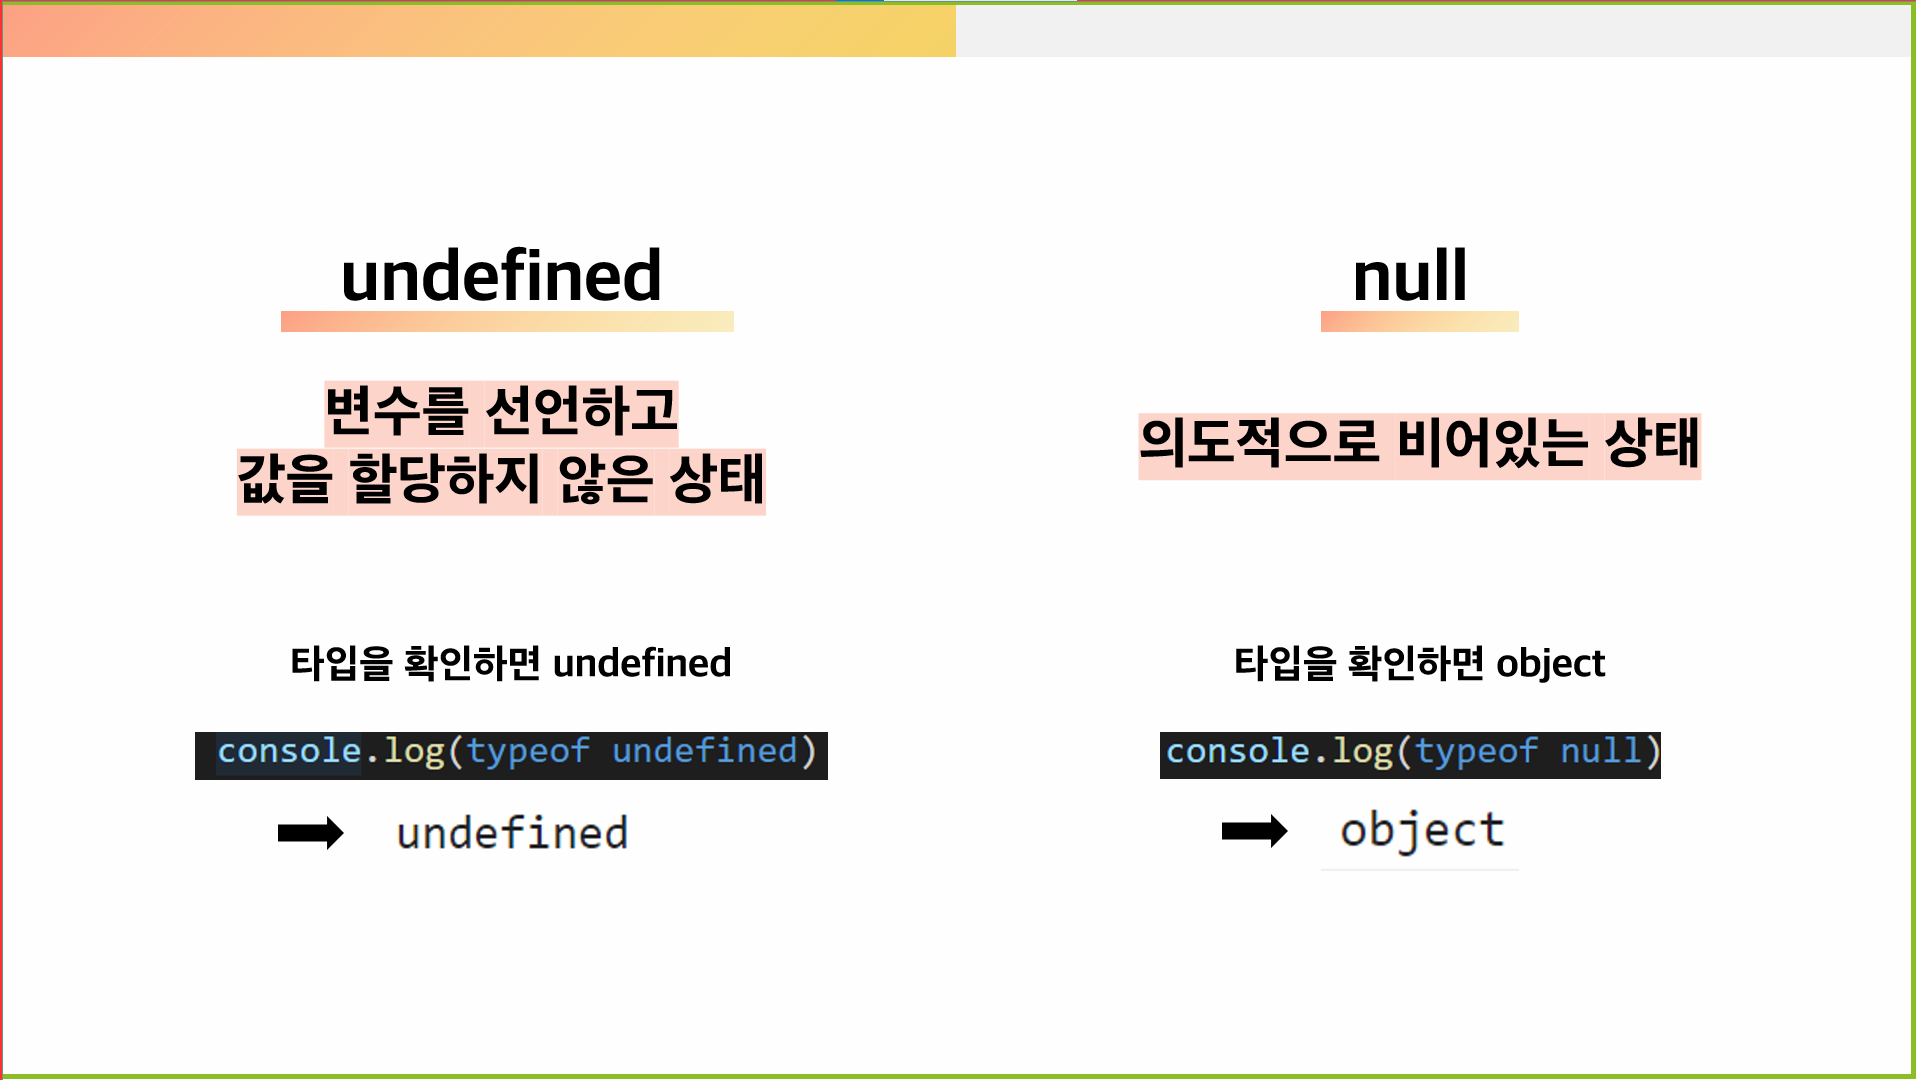 undefined
변수를 선언하고
값을 할당하지 않은 상태
타입을 확인하면 undefined
console.log(typeof undefined)
undefined
null
의도적으로 비어있는 상태
타입을 확인하면 object
console.log(typeof null)
object